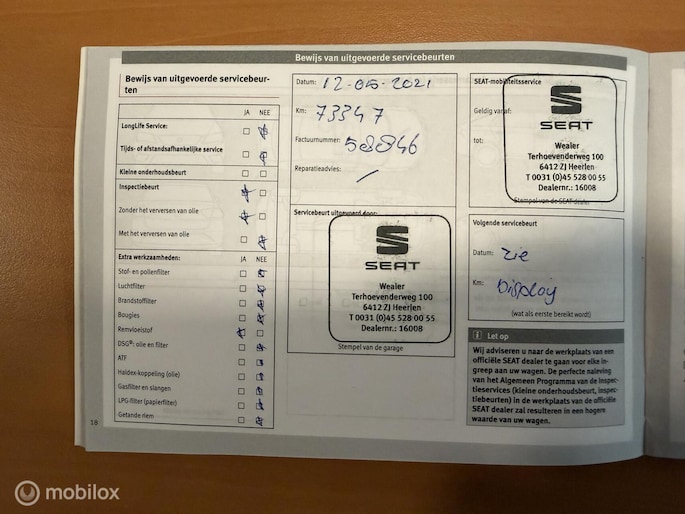 Bewijs van uitgevoerde servicebeurten
Bewijs van uitgevoerde servicebeur-
ten
JA NEE
LongLife Service:
Tijds- of afstandsafhankelijke service
Kleine onderhoudsbeurt
Inspectiebeurt
Zonder het verversen van olie
Met het verversen van olie
Extra werkzaamheden: JA NEE
Stof- en pollenfilter
Luchtfilter
Brandstoffilter
Bougies
Remvloeistof
DSG®: olie en filter
ATF
Haldex-koppeling (olie)
Gasfilter en slangen
LPG-filter (papierfilter)
Getande riem
18
Datum: 12-05-2021
Km: 73347
Factuurnummer: 58846
Reparatieadvies: /
Servicebeurt uitgevoerd door:
SEAT
Wealer
Terhoevenderweg 100
6412 ZJ Heerlen
T 0031 (0)45 528 00 55
Dealernr.: 16008
Stempel van de garage
SEAT-mobiliteitsservice
Geldig vanaf:
tot:
SEAT
Wealer
Terhoevenderweg 100
6412 ZJ Heerlen
T 0031 (0)45 528 00 55
Dealernr.: 16008
Stempel van de SEAT dealer
Volgende servicebeurt
Datum: zie
Km: Display
(wat als eerste bereikt wordt)
i Let op
Wij adviseren u naar de werkplaats van een
officiële SEAT dealer te gaan voor elke in-
greep aan uw wagen. De perfecte naleving
van het Algemeen Programma van de inspec-
tieservices (kleine onderhoudsbeurt, inspec-
tiebeurten) in de werkplaats van de officiële
SEAT dealer zal resulteren in een hogere
waarde van uw wagen.
mobilox